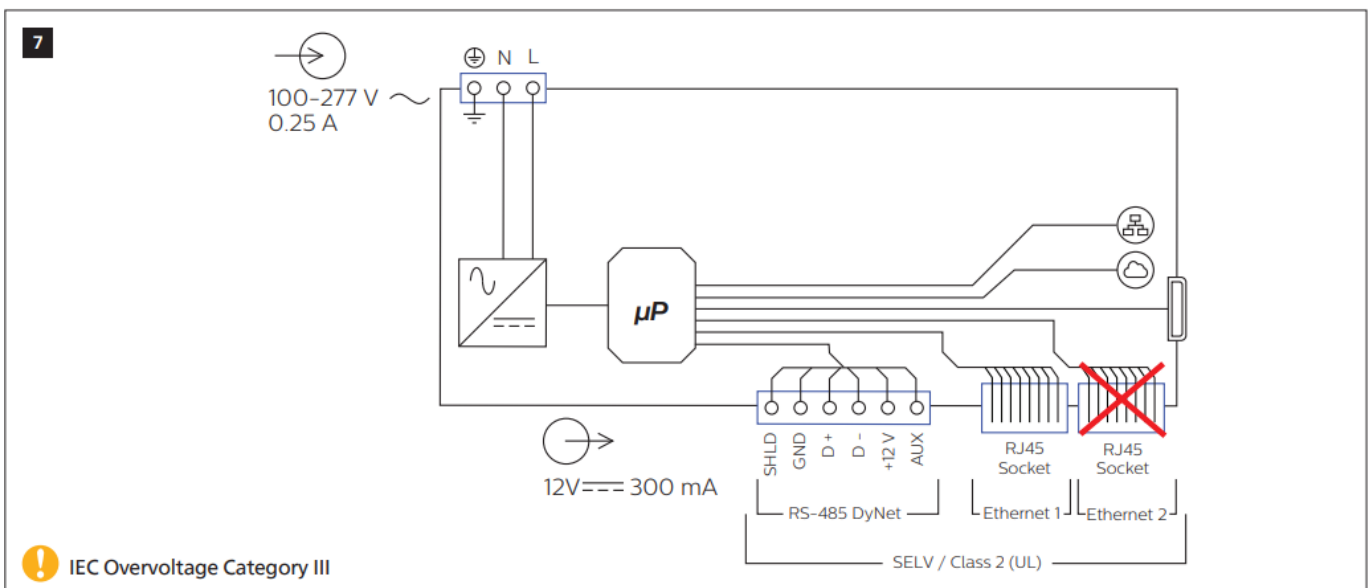 7
N L
100-277 V
0.25 A
µP
SHLD
GND
D +
D -
+12 V
AUX
RJ45
Socket
RJ45
Socket
12V 300 mA
RS-485 DyNet
Ethernet 1
Ethernet 2
SELV / Class 2 (UL)
! IEC Overvoltage Category III